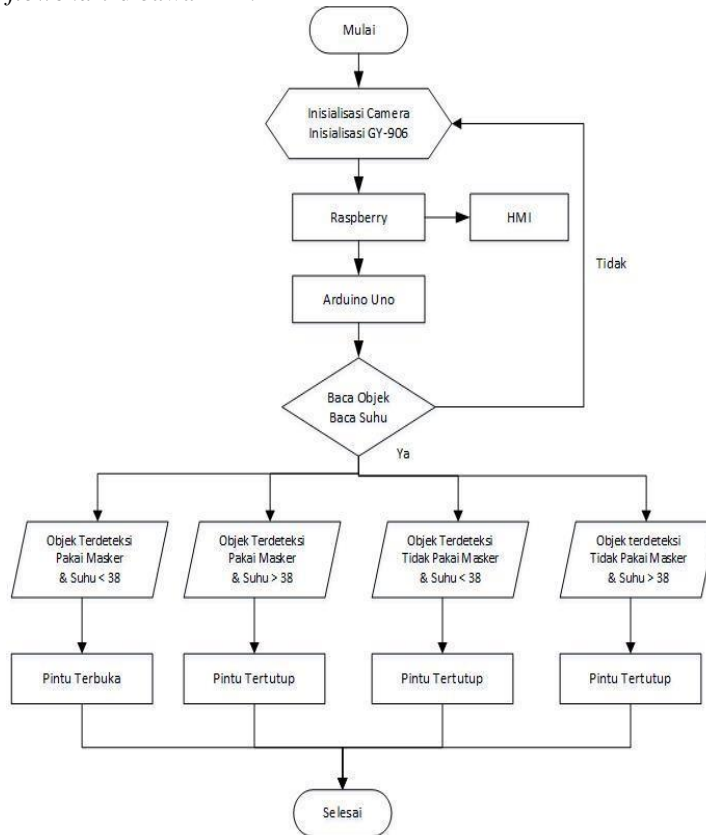 Mulai
Inisialisasi Camera
Inisialisasi GY-906
Raspberry
HMI
Tidak
Arduino Uno
Baca Objek
Baca Suhu
Ya
Objek Terdeteksi
Pakai Masker
& Suhu < 38
Objek Terdeteksi
Pakai Masker
& Suhu > 38
Objek Terdeteksi
Tidak Pakai Masker
& Suhu < 38
Objek terdeteksi
Tidak Pakai Masker
& Suhu > 38
Pintu Terbuka
Pintu Tertutup
Pintu Tertutup
Pintu Tertutup
Selesai